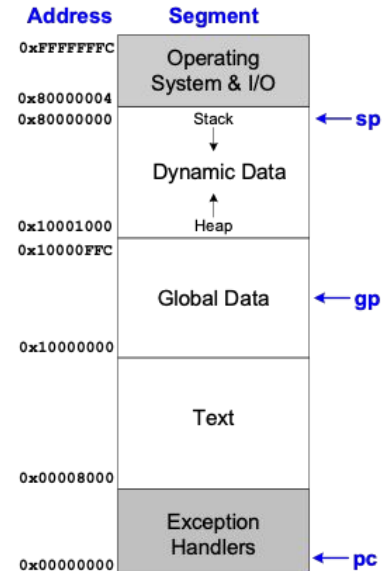 Address Segment
0xFFFFFFFC
Operating
System & I/O
0x80000004
0x80000000 Stack sp
Dynamic Data
0x10001000 Heap
0x10000FFC
Global Data gp
0x10000000
Text
0x00008000
Exception
Handlers
0x00000000 pc